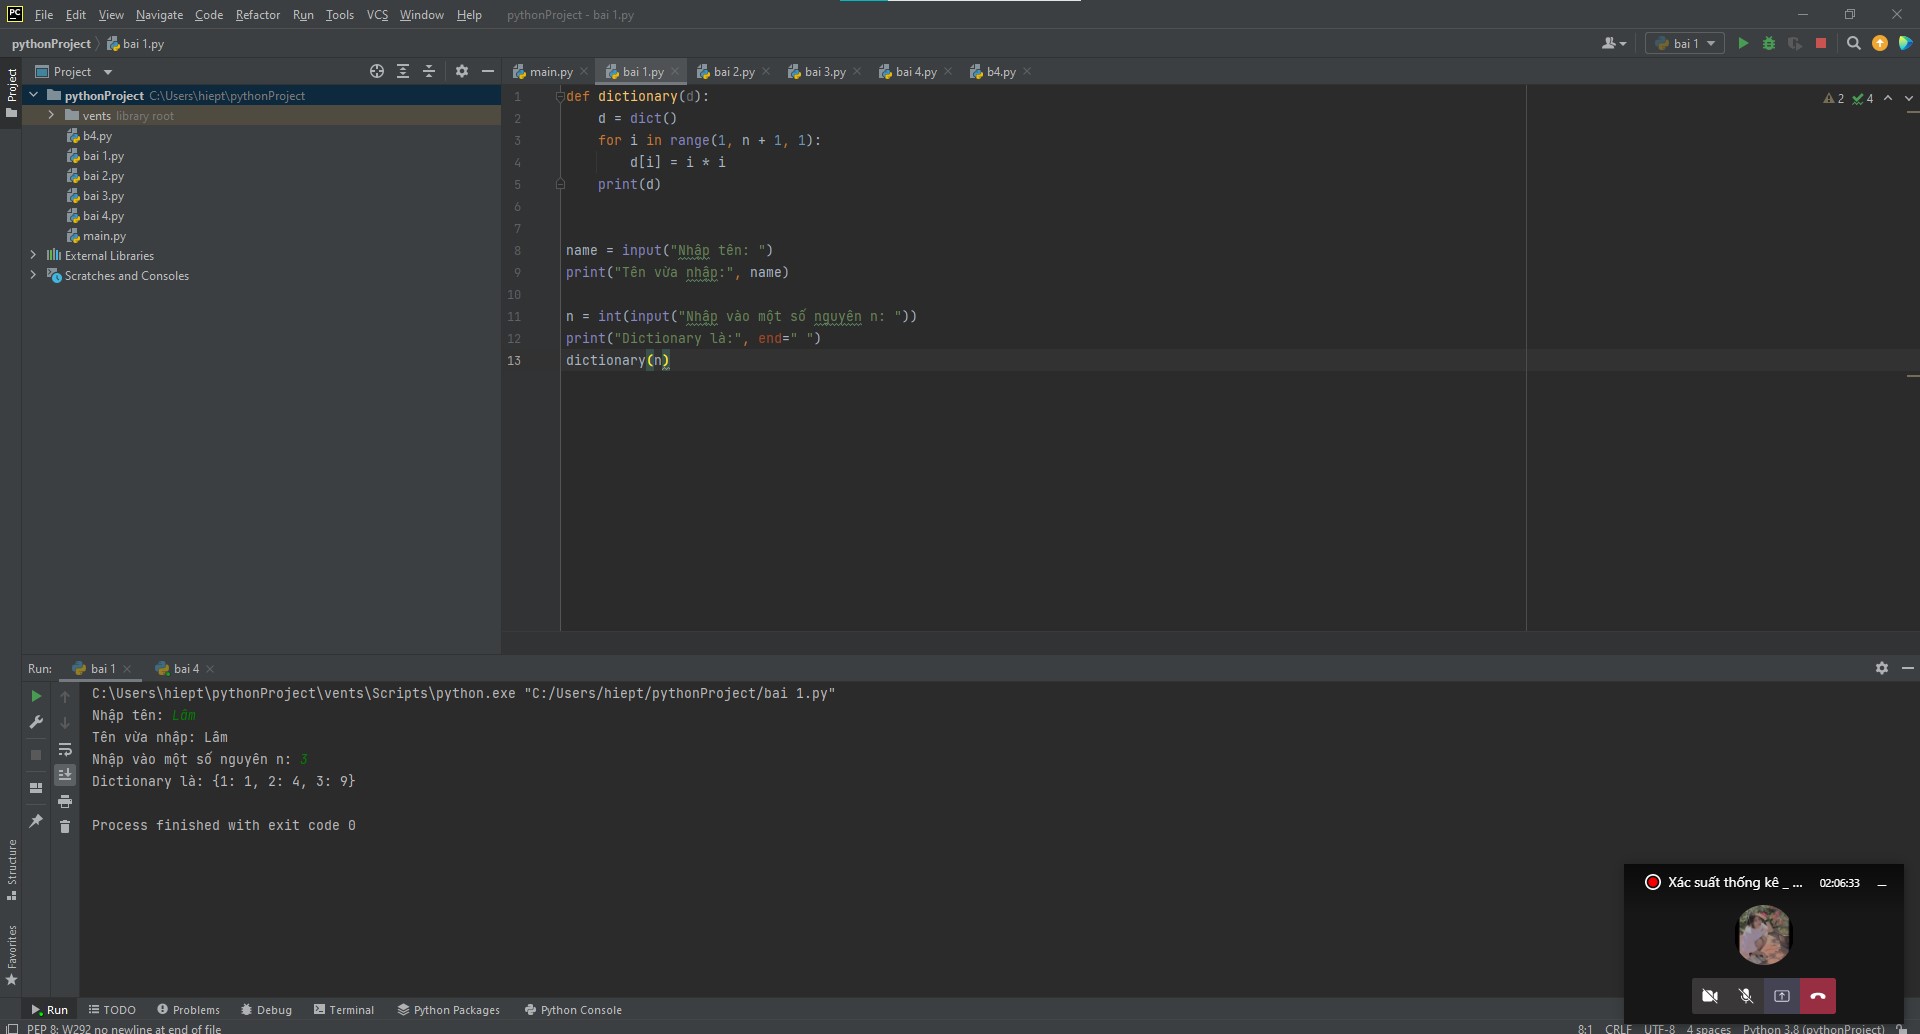 PC File Edit View Navigate Code Refactor Run Tools VCS Window Help pythonProject - bai 1.py
pythonProject bai 1.py
bai 1
Project
main.py bai 1.py bai 2.py bai 3.py bai 4.py b4.py
Project
pythonProject C:\Users\hiept\pythonProject
vents library root
b4.py
bai 1.py
bai 2.py
bai 3.py
bai 4.py
main.py
External Libraries
Scratches and Consoles
2 4
1 def dictionary(d):
2 d = dict()
3 for i in range(1, n + 1, 1):
4 d[i] = i * i
5 print(d)
6
7
8 name = input("Nhập tên: ")
9 print("Tên vừa nhập:", name)
10
11 n = int(input("Nhập vào một số nguyên n: "))
12 print("Dictionary là:", end=" ")
13 dictionary(n)
Run: bai 1 bai 4
C:\Users\hiept\pythonProject\vents\Scripts\python.exe "C:/Users/hiept/pythonProject/bai 1.py"
Nhập tên: Lâm
Tên vừa nhập: Lâm
Nhập vào một số nguyên n: 3
Dictionary là: {1: 1, 2: 4, 3: 9}
Process finished with exit code 0
Structure
Favorites
Xác suất thống kê _ ... 02:06:33
Run TODO Problems Debug Terminal Python Packages Python Console
PEP 8: W292 no newline at end of file
8:1 CRLF UTF-8 4 spaces Python 3.8 (pythonProject)